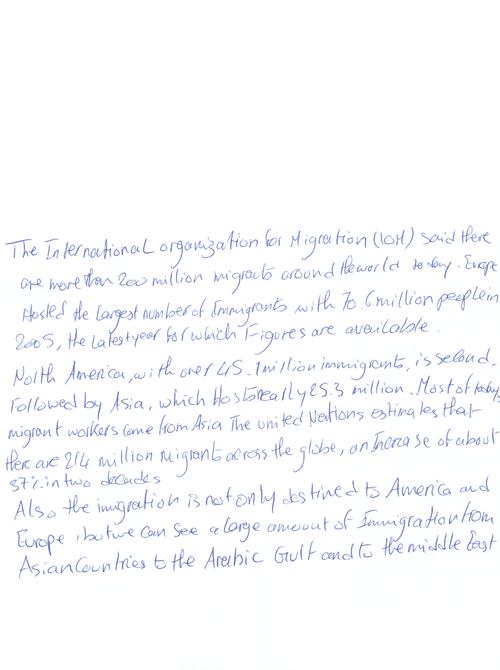 The International organization for Migration (IOM) said there
are more than 200 million migrants around the world today. Europe
Hosted the Largest number of Immigrants with 70.6 million people in
2005, the Latest year for which Figures are available.
North America, with over 45.1 million immigrants, is second.
Followed by Asia, which Hosts nearly 25.3 million. Most of today's
migrant workers come from Asia The united Nations estimates that
ther are 214 million migrants across the globe, an Increase of about
37% in two decades
Also the imigration is not only destined to America and
Europe, but we can see a large amount of Immigration from
Asian Countries to the Arabic Gulf and to the middle East